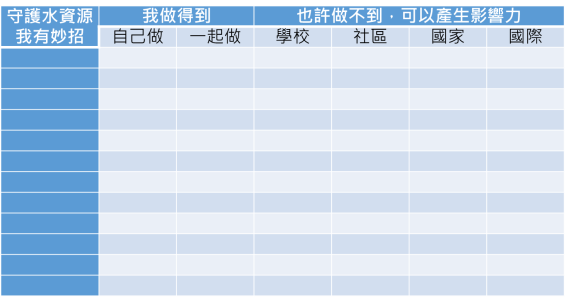 守護水資源 我做得到 也許做不到，可以產生影響力
我有妙招 自己做 一起做 學校 社區 國家 國際